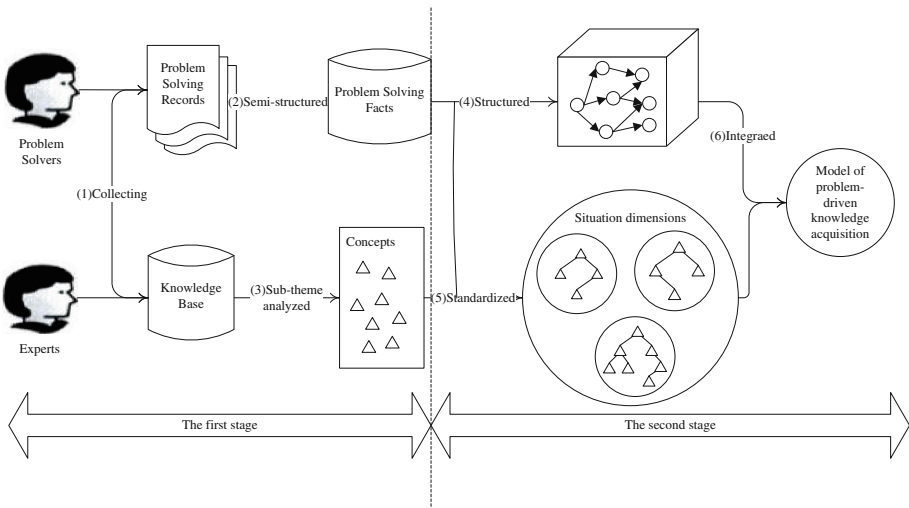 Problem
Solvers
(1)Collecting
Experts
Problem
Solving
Records
(2)Semi-structured
Problem Solving
Facts
Knowledge
Base
(3)Sub-theme
analyzed
Concepts
(4)Structured
(5)Standardized
Situation dimensions
(6)Integraed
Model of
problem-
driven
knowledge
acquisition
The first stage
The second stage